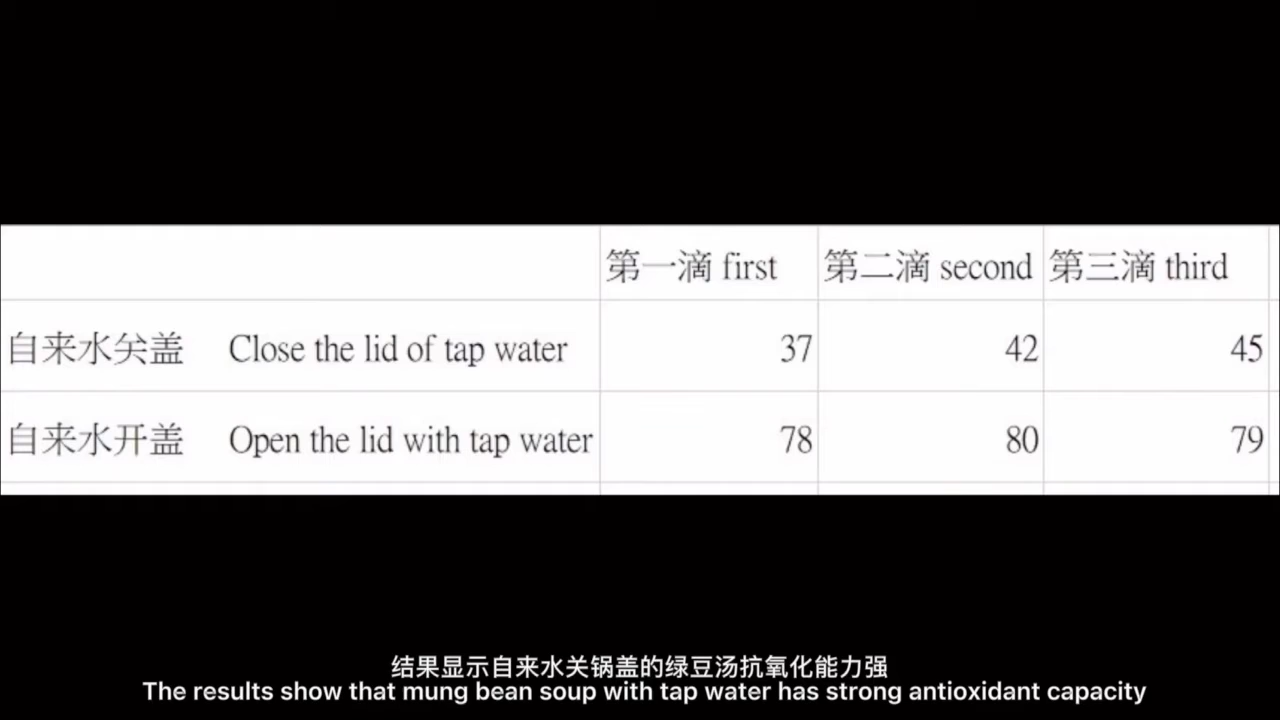 第一滴 first 第二滴 second 第三滴 third
自来水关盖 Close the lid of tap water 37 42 45
自来水开盖 Open the lid with tap water 78 80 79
结果显示自来水关锅盖的绿豆汤抗氧化能力强
The results show that mung bean soup with tap water has strong antioxidant capacity